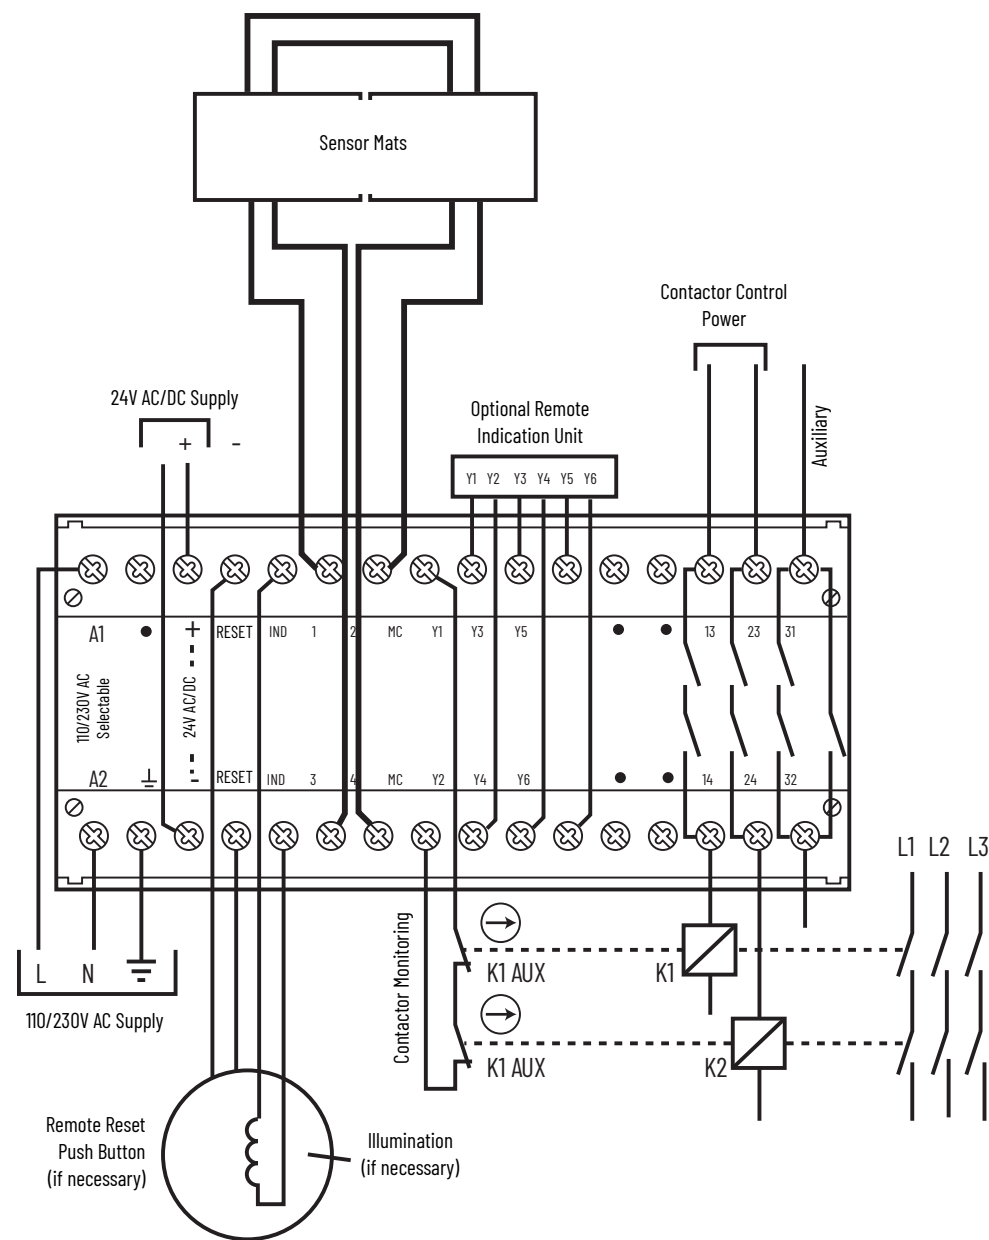 Sensor Mats
Contactor Control
Power
24V AC/DC Supply
+ -
Optional Remote
Indication Unit
Auxiliary
Y1 Y2 Y3 Y4 Y5 Y6
A1 + RESET IND 1 2 MC Y1 Y3 Y5 13 23 31
110/230V AC
Selectable
24V AC/DC
A2 - RESET IND 3 4 MC Y2 Y4 Y6 14 24 32
L1 L2 L3
Contactor Monitoring
K1 AUX K1
L N
110/230V AC Supply
K1 AUX K2
Remote Reset
Push Button
(if necessary)
Illumination
(if necessary)